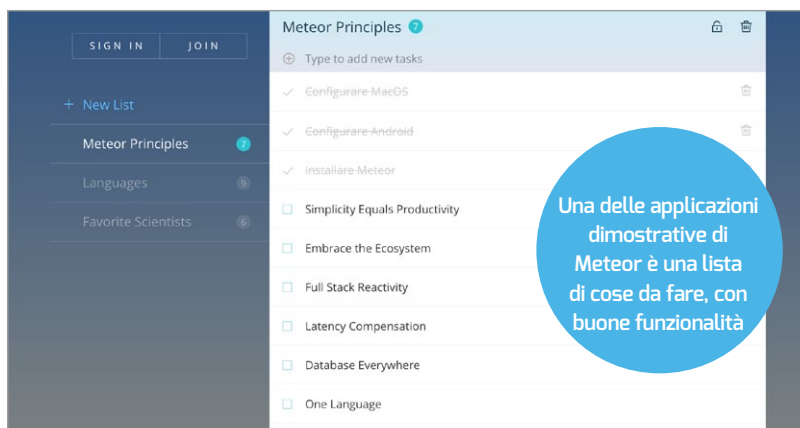 SIGN IN JOIN
+ New List
Meteor Principles 7
Languages 9
Favorite Scientists 6
Meteor Principles 7
Type to add new tasks
Configurare MacOS
Configurare Android
Installare Meteor
Simplicity Equals Productivity
Embrace the Ecosystem
Full Stack Reactivity
Latency Compensation
Database Everywhere
One Language
Una delle applicazioni
dimostrative di
Meteor è una lista
di cose da fare, con
buone funzionalità